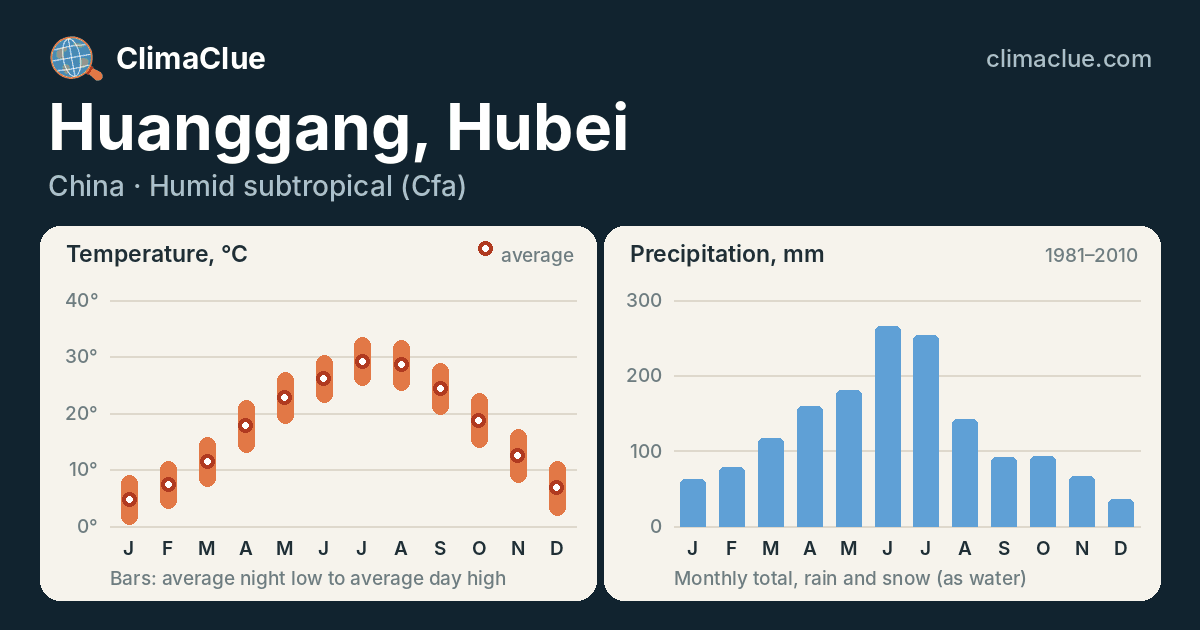 ClimaClue
climaclue.com
Huanggang, Hubei
China · Humid subtropical (Cfa)
Temperature, °C
average
40°
30°
20°
10°
0°
J F M A M J J A S O N D
Bars: average night low to average day high
Precipitation, mm
1981–2010
300
200
100
0
J F M A M J J A S O N D
Monthly total, rain and snow (as water)